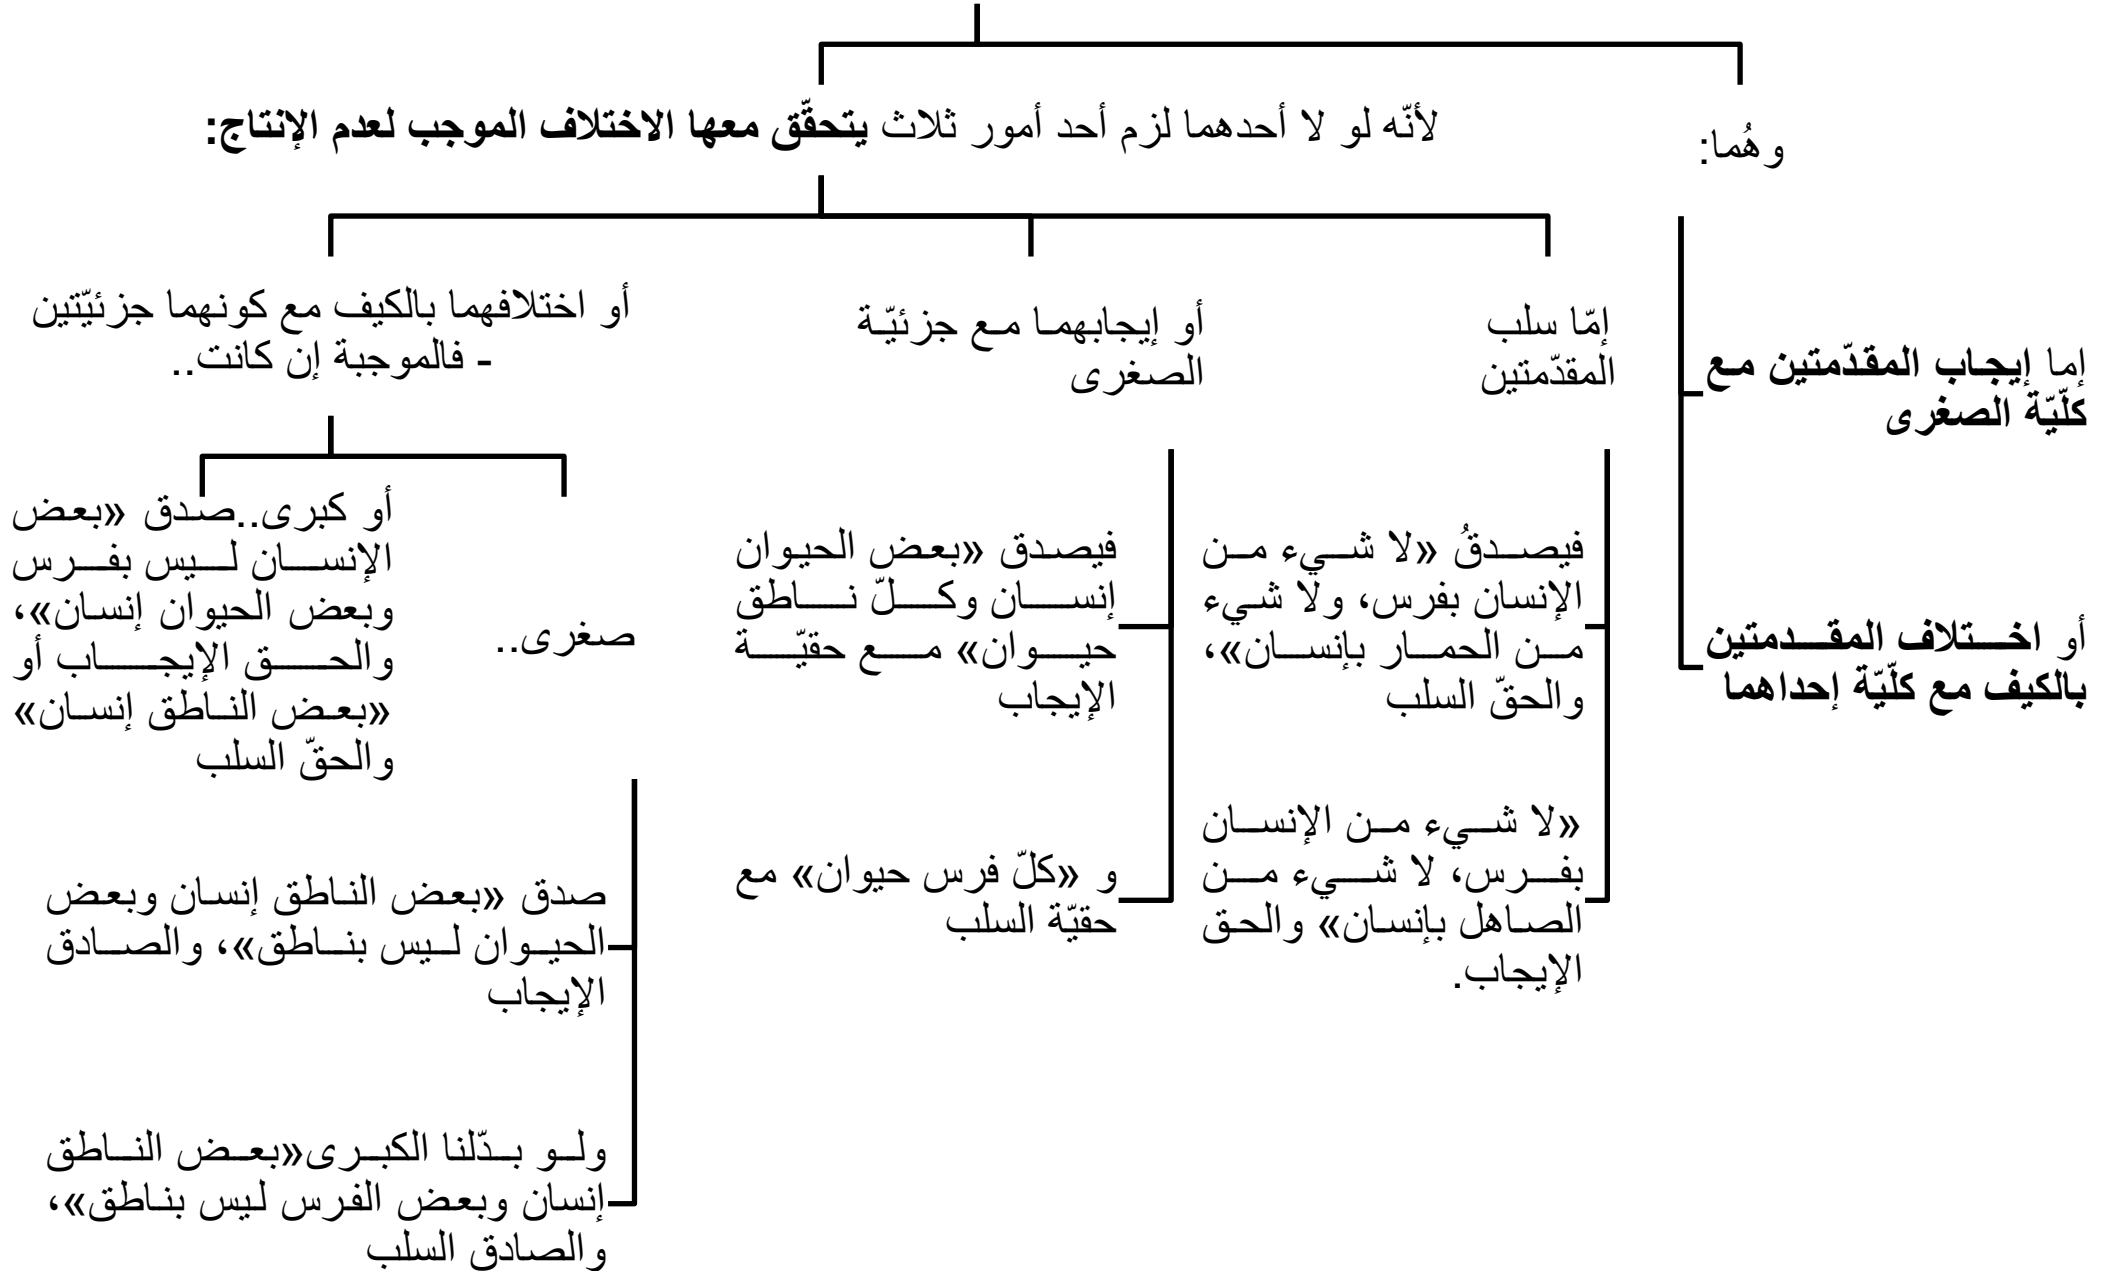 وهُما:
إما إيجاب المقدّمتين مع
كلّيّة الصغرى
أو اختلاف المقدمتين
بالكيف مع كلّيّة إحداهما
لأنّه لو لا أحدهما لزم أحد أمور ثلاث يتحقّق معها الاختلاف الموجب لعدم الإنتاج:
إمّا سلب
المقدّمتين
فيصدقُ «لا شيء من
الإنسان بفرس، ولا شيء
من الحمار بإنسان»،
والحقّ السلب
«لا شيء من الإنسان
بفرس، لا شيء من
الصاهل بإنسان» والحق
الإيجاب.
أو إيجابهما مع جزئيّة
الصغرى
فيصدق «بعض الحيوان
إنسان وكلّ ناطق
حيوان» مع حقيّة
الإيجاب
و «كلّ فرس حيوان» مع
حقيّة السلب
أو اختلافهما بالكيف مع كونهما جزئيّتين
- فالموجبة إن كانت..
صغرى..
صدق «بعض الناطق إنسان وبعض
الحيوان ليس بناطق»، والصادق
الإيجاب
ولو بدّلنا الكبرى«بعض الناطق
إنسان وبعض الفرس ليس بناطق»،
والصادق السلب
أو كبرى..صدق «بعض
الإنسان ليس بفرس
وبعض الحيوان إنسان»،
والحق الإيجاب أو
«بعض الناطق إنسان»
والحقّ السلب